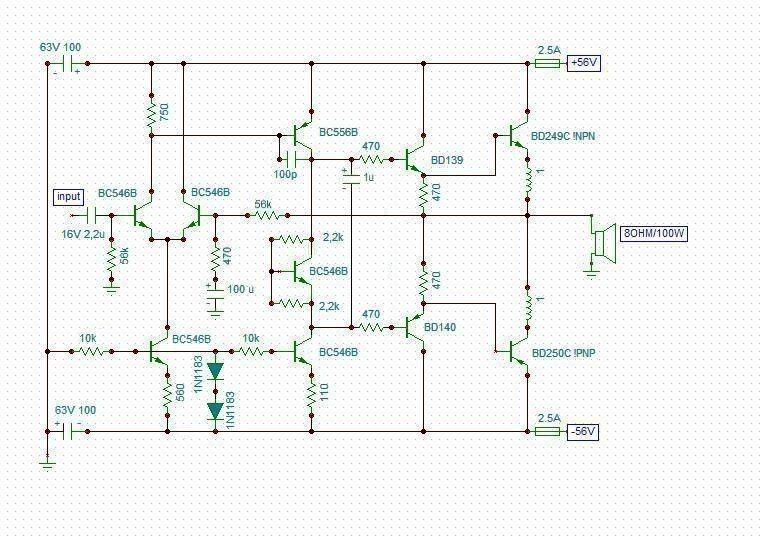 63V 100
2.5A
+56V
- +
750
BC556B
BD249C !NPN
470
BD139
100p
+
1u
-
1
input
BC546B
BC546B
470
56k
16V 2,2u
8OHM/100W
56k
470
2,2k
+
100 u
-
BC546B
470
2,2k
1
470
BD140
10k
BC546B
10k
BC546B
BD250C !PNP
1N1183
560
1N1183
110
63V 100
+ -
2.5A
-56V